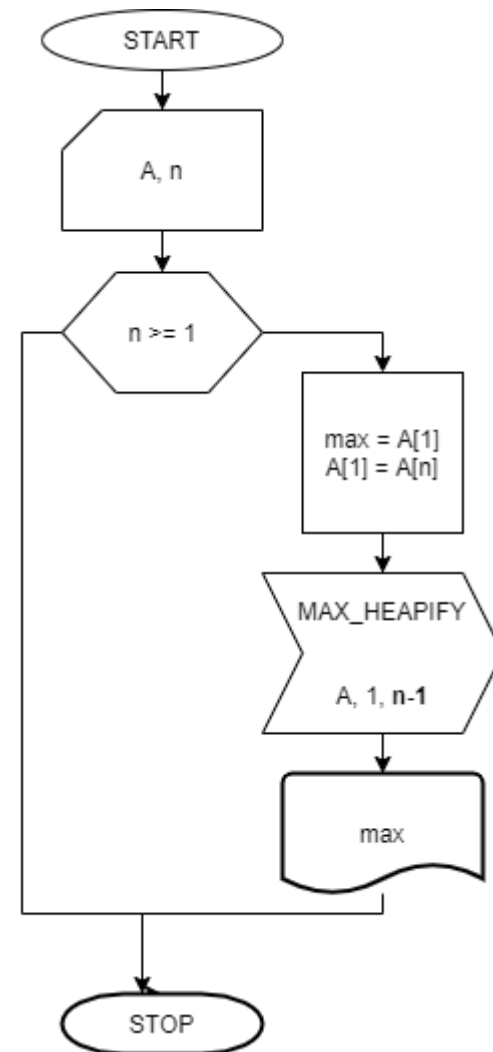 START
A, n
n >= 1
max = A[1]
A[1] = A[n]
MAX_HEAPIFY
A, 1, n-1
max
STOP